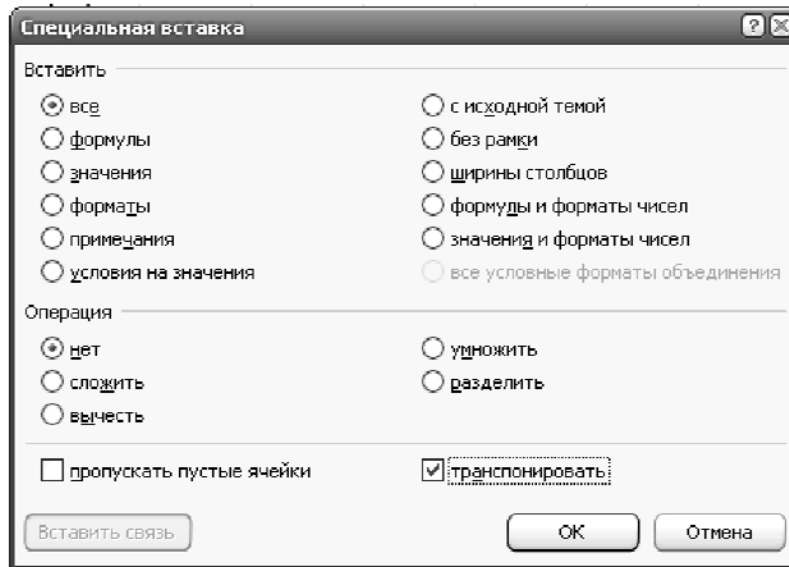 Специальная вставка
Вставить
все
с исходной темой
формулы
без рамки
значения
ширины столбцов
форматы
формулы и форматы чисел
примечания
значения и форматы чисел
условия на значения
все условные форматы объединения
Операция
нет
умножить
сложить
разделить
вычесть
пропускать пустые ячейки
транспонировать
Вставить связь
ОК
Отмена